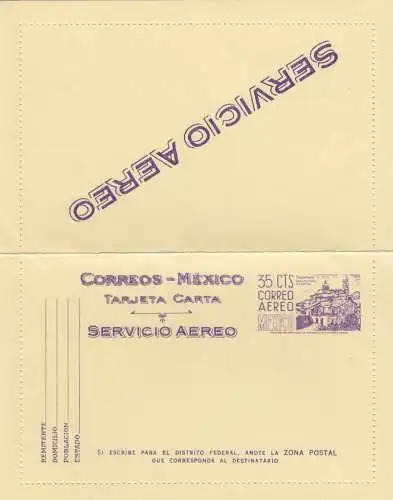 SERVICIO AEREO
CORREOS - MÉXICO
TARJETA CARTA
SERVICIO AEREO
35 CTS
CORREO
AEREO
MEXICO
REMITENTE
DOMICILIO
POBLACION
ESTADO
SI ESCRIBE PARA EL DISTRITO FEDERAL, ANOTE LA ZONA POSTAL
QUE CORRESPONDA AL DESTINATARIO